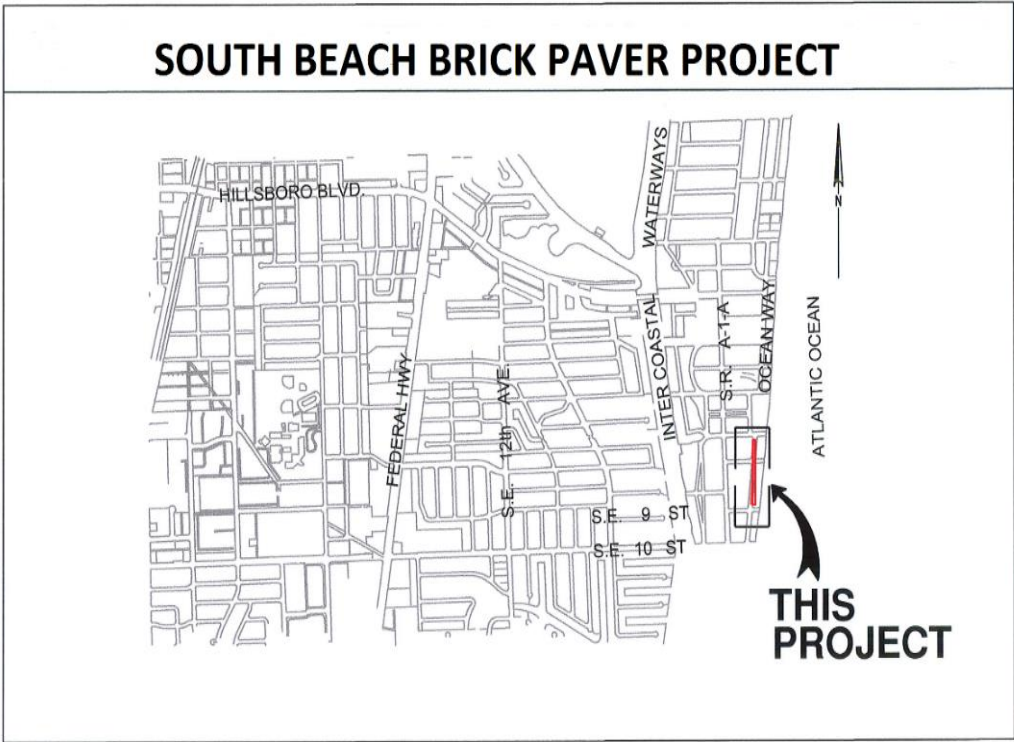 SOUTH BEACH BRICK PAVER PROJECT
HILLSBORO BLVD.
WATERWAYS
N
INTER COASTAL
S.R. A-1-A
OCEAN WAY
ATLANTIC OCEAN
FEDERAL HWY
S.E. 12th AVE.
S.E. 9 ST
S.E. 10 ST
THIS
PROJECT